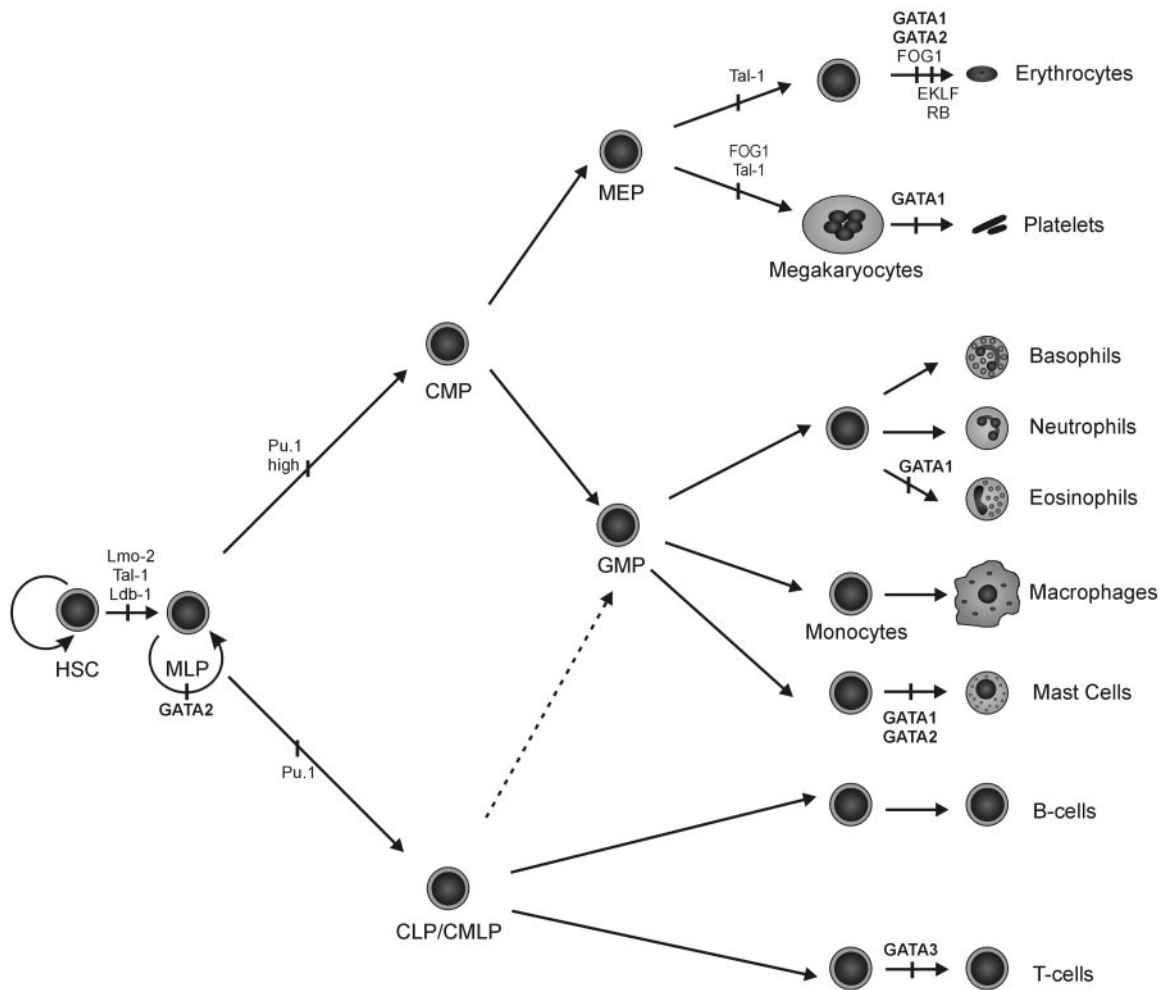 GATA1
GATA2
FOG1
EKLF
RB
Erythrocytes
Tal-1
MEP
FOG1
Tal-1
GATA1
Platelets
Megakaryocytes
Basophils
CMP
Neutrophils
Pu.1
high
GATA1
Eosinophils
GMP
Lmo-2
Tal-1
Ldb-1
HSC
MLP
GATA2
Monocytes
Macrophages
Mast Cells
GATA1
GATA2
Pu.1
B-cells
CLP/CMLP
GATA3
T-cells